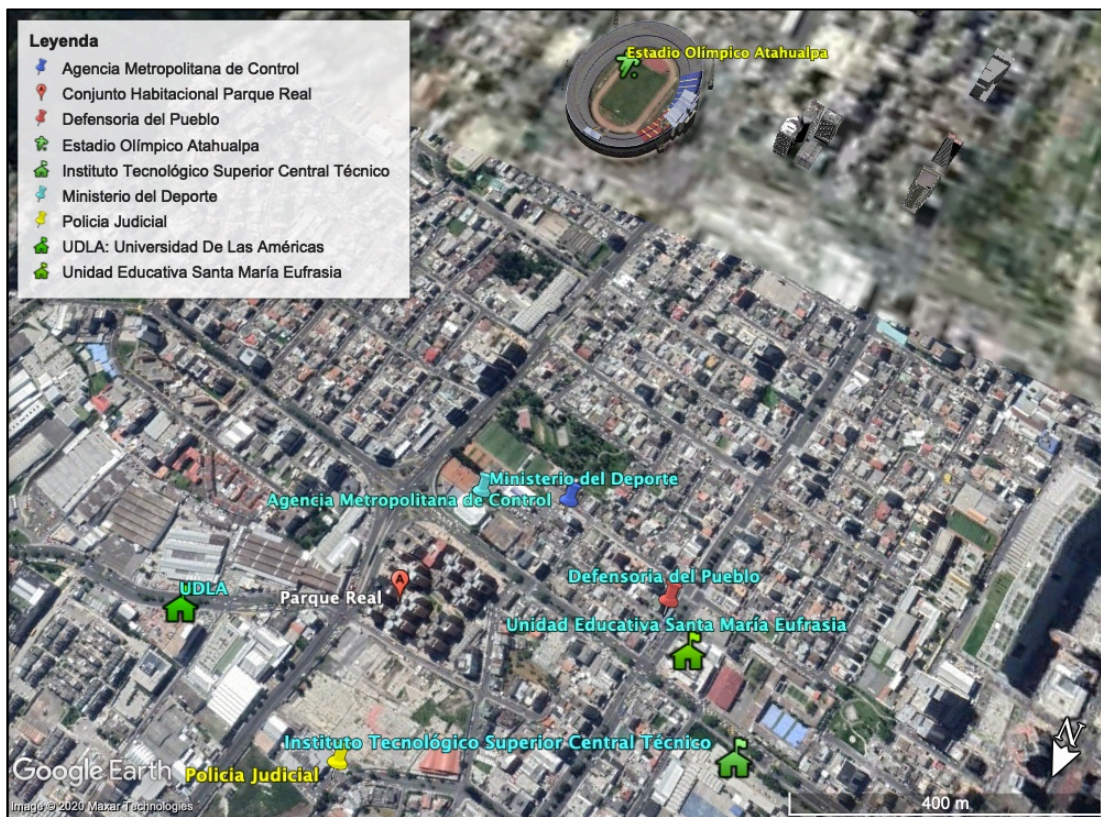 Leyenda
Agencia Metropolitana de Control
Conjunto Habitacional Parque Real
Defensoria del Pueblo
Estadio Olímpico Atahualpa
Instituto Tecnológico Superior Central Técnico
Ministerio del Deporte
Policia Judicial
UDLA: Universidad De Las Américas
Unidad Educativa Santa María Eufrasia
Estadio Olímpico Atahualpa
Ministerio del Deporte
Agencia Metropolitana de Control
Defensoria del Pueblo
UDLA
A
Parque Real
Unidad Educativa Santa María Eufrasia
Instituto Tecnológico Superior Central Técnico
Policia Judicial
N
Google Earth
Image © 2020 Maxar Technologies
400 m